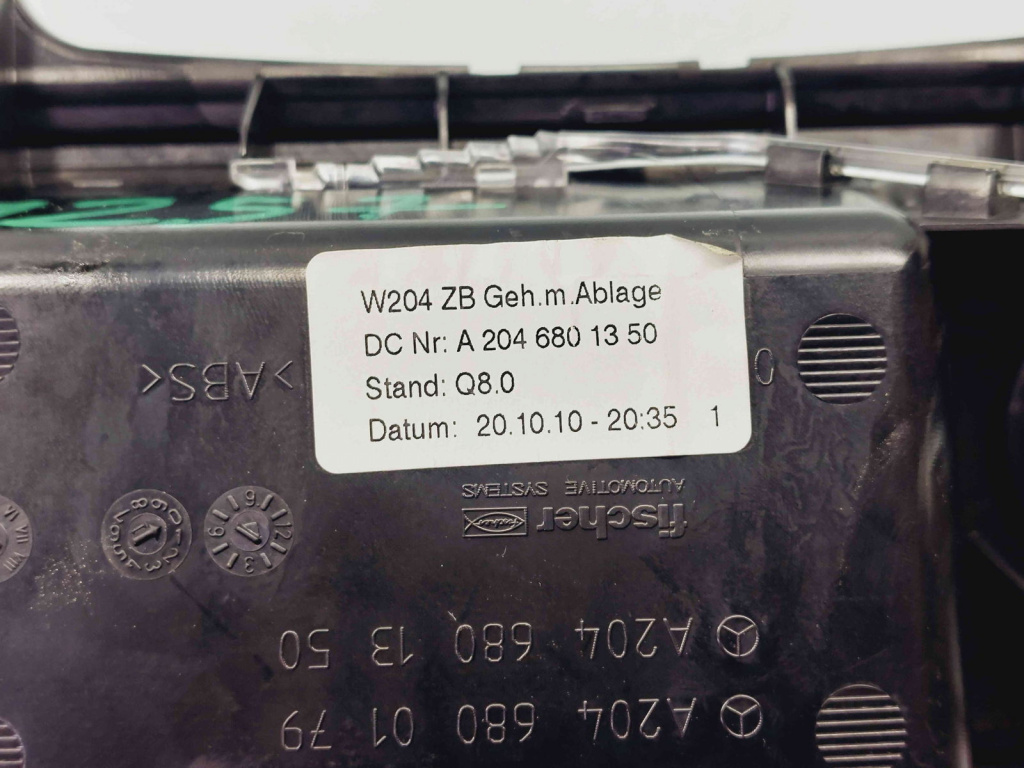 W204 ZB Geh.m.Ablage
DC Nr: A 204 680 13 50
Stand: Q8.0
Datum: 20.10.10 - 20:35 1
>ABS<
fischer
AUTOMOTIVE SYSTEMS
fischer
A204 680 13 50
A204 680 01 79